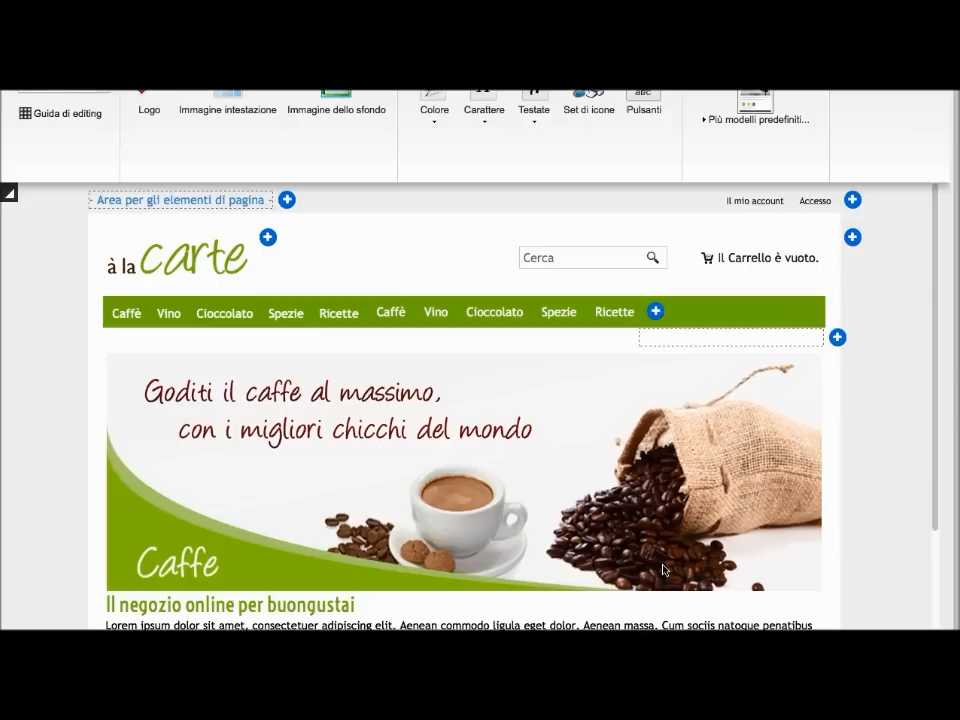 Guida di editing
Logo
Immagine intestazione
Immagine dello sfondo
Colore
Carattere
Testate
Set di icone
ABC
Pulsanti
Più modelli predefiniti...
- Area per gli elementi di pagina -
Il mio account
Accesso
à la carte
Cerca
Il Carrello è vuoto.
Caffè Vino Cioccolato Spezie Ricette Caffè Vino Cioccolato Spezie Ricette
Goditi il caffe al massimo,
con i migliori chicchi del mondo
Caffe
Il negozio online per buongustai
Lorem ipsum dolor sit amet, consectetuer adipiscing elit. Aenean commodo ligula eget dolor. Aenean massa. Cum sociis natoque penatibus